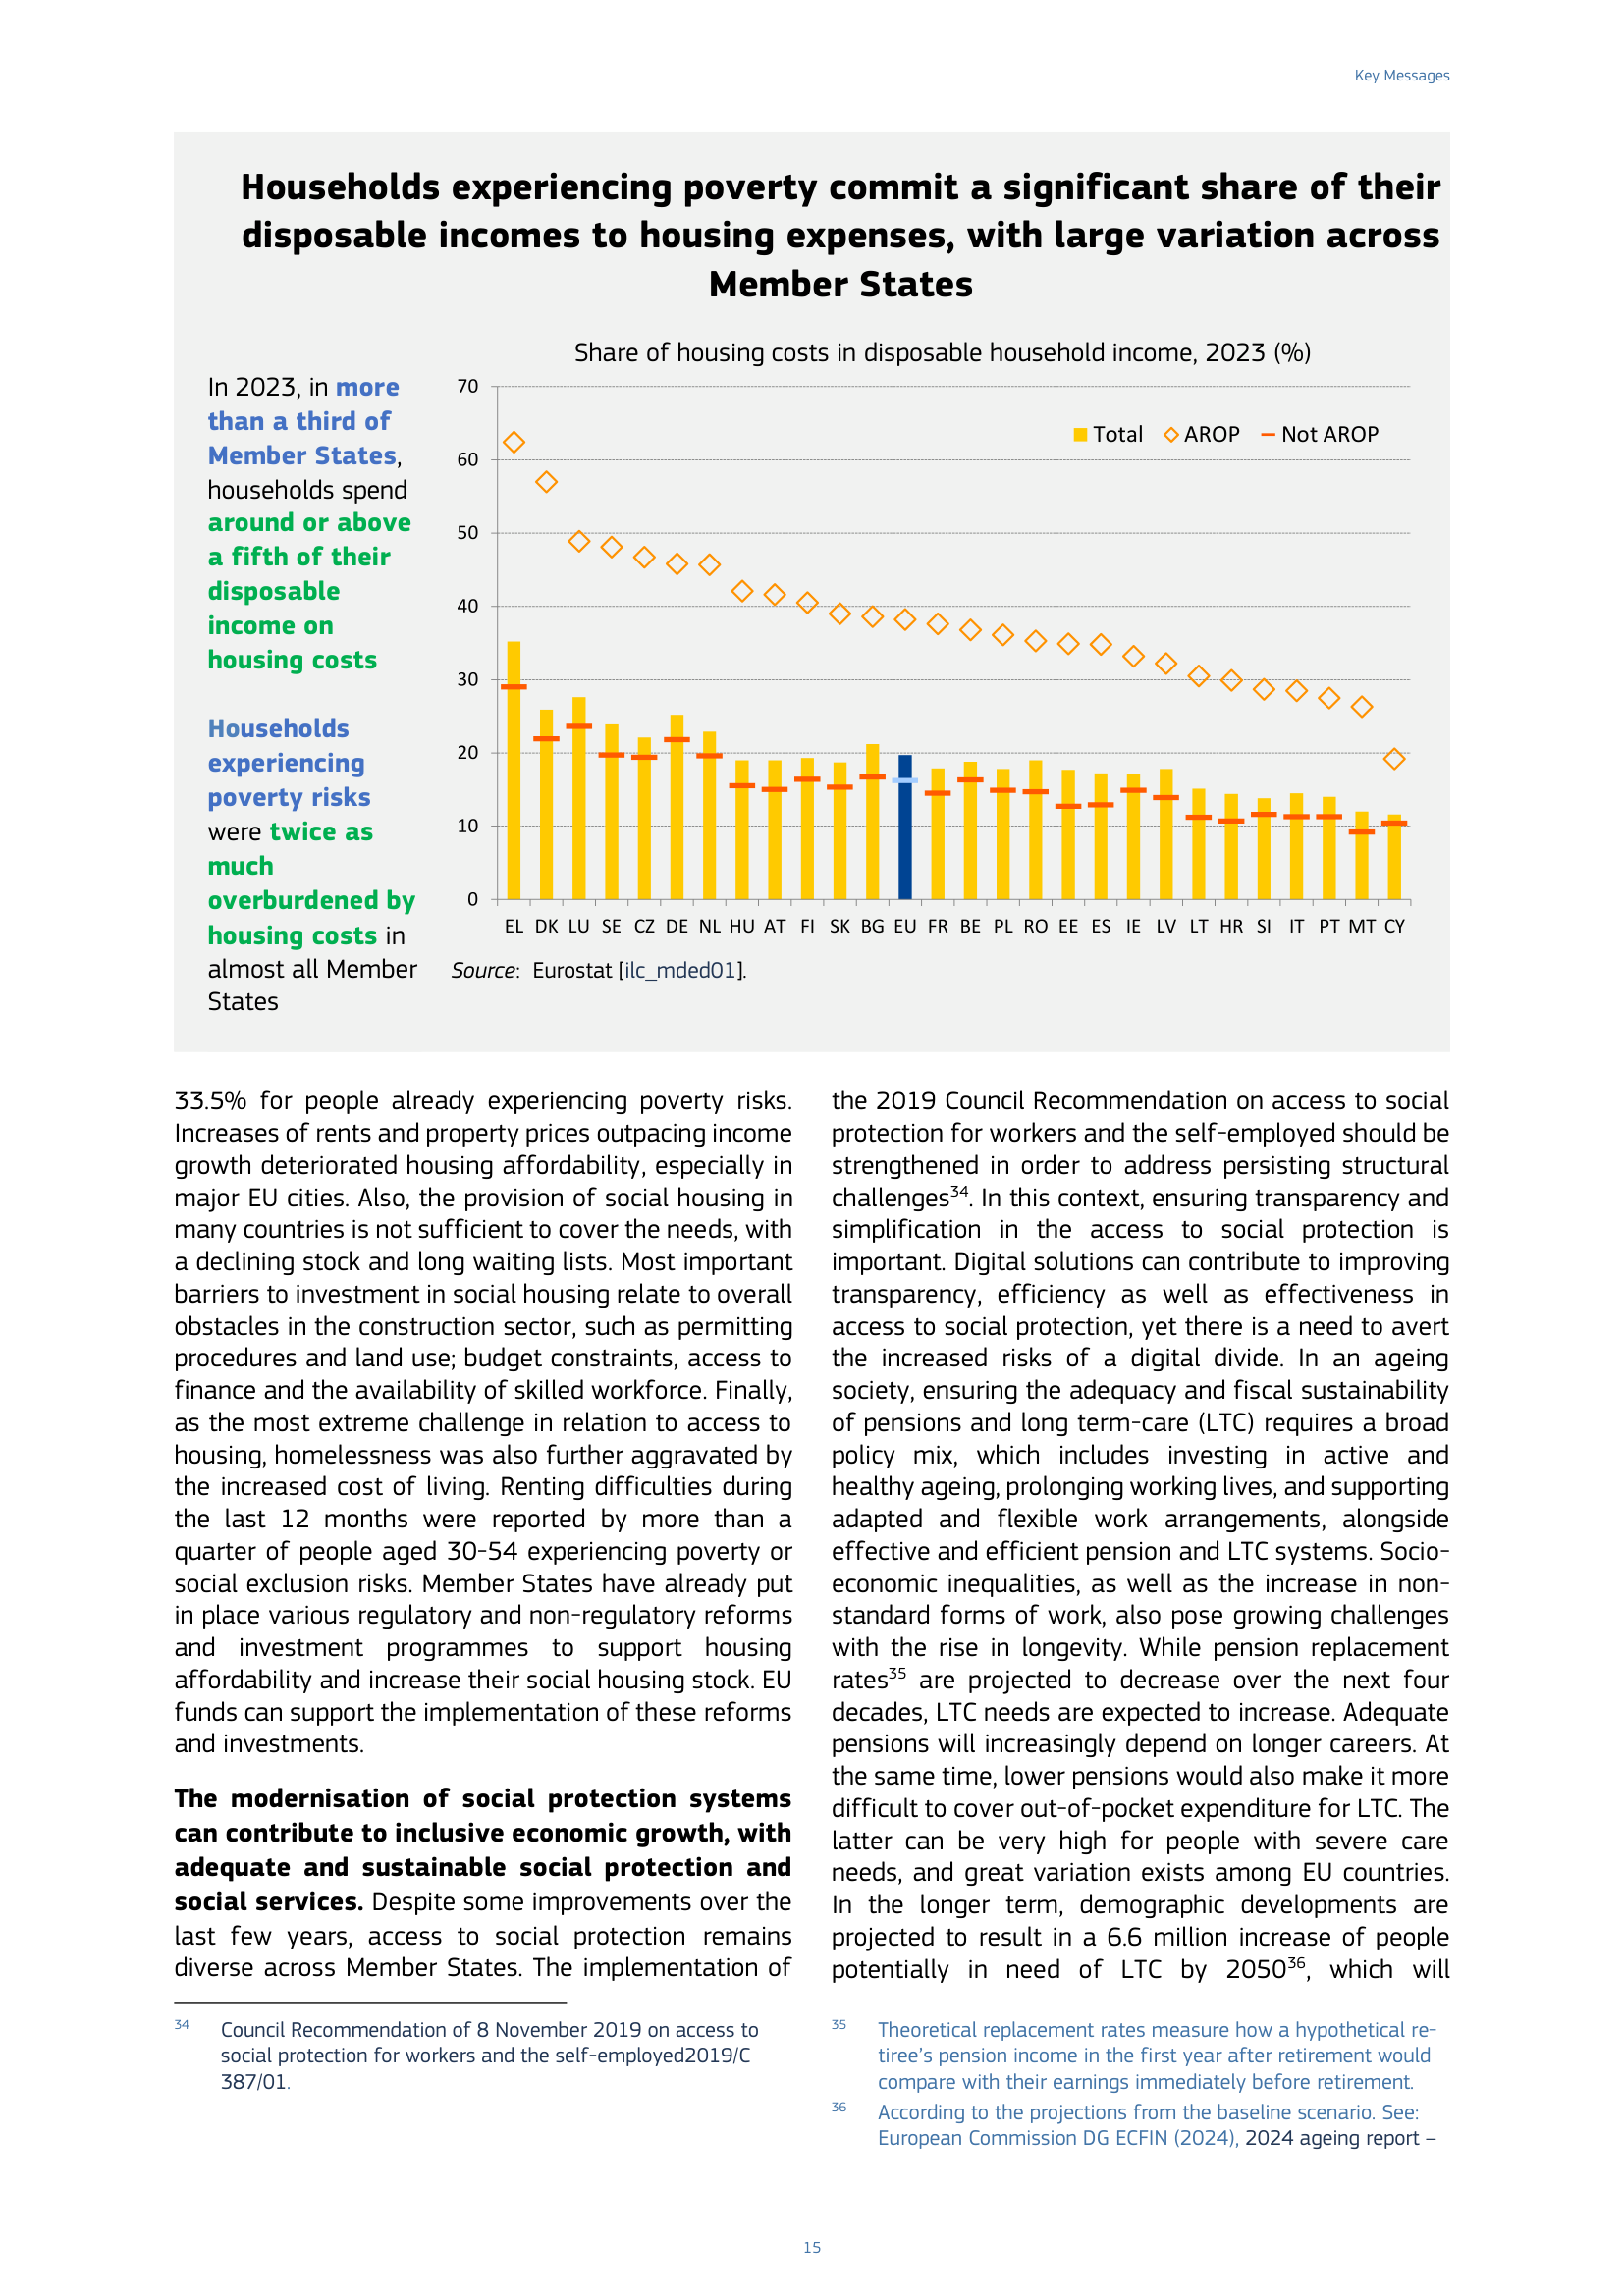 Key Messages
Households experiencing poverty commit a significant share of their
disposable incomes to housing expenses, with large variation across
Member States
In 2023, in more
than a third of
Member States,
households spend
around or above
a fifth of their
disposable
income on
housing costs
Households
experiencing
poverty risks
were twice as
much
overburdened by
housing costs in
almost all Member
States
Share of housing costs in disposable household income, 2023 (%)
70
60
50
40
30
20
10
0
Total AROP Not AROP
EL DK LU SE CZ DE NL HU AT FI SK BG EU FR BE PL RO EE ES IE LV LT HR SI IT PT MT CY
Source: Eurostat [ilc_mded01].
33.5% for people already experiencing poverty risks.
Increases of rents and property prices outpacing income
growth deteriorated housing affordability, especially in
major EU cities. Also, the provision of social housing in
many countries is not sufficient to cover the needs, with
a declining stock and long waiting lists. Most important
barriers to investment in social housing relate to overall
obstacles in the construction sector, such as permitting
procedures and land use; budget constraints, access to
finance and the availability of skilled workforce. Finally,
as the most extreme challenge in relation to access to
housing, homelessness was also further aggravated by
the increased cost of living. Renting difficulties during
the last 12 months were reported by more than a
quarter of people aged 30-54 experiencing poverty or
social exclusion risks. Member States have already put
in place various regulatory and non-regulatory reforms
and investment programmes to support housing
affordability and increase their social housing stock. EU
funds can support the implementation of these reforms
and investments.
The modernisation of social protection systems
can contribute to inclusive economic growth, with
adequate and sustainable social protection and
social services. Despite some improvements over the
last few years, access to social protection remains
diverse across Member States. The implementation of
the 2019 Council Recommendation on access to social
protection for workers and the self-employed should be
strengthened in order to address persisting structural
challenges34. In this context, ensuring transparency and
simplification in the access to social protection is
important. Digital solutions can contribute to improving
transparency, efficiency as well as effectiveness in
access to social protection, yet there is a need to avert
the increased risks of a digital divide. In an ageing
society, ensuring the adequacy and fiscal sustainability
of pensions and long term-care (LTC) requires a broad
policy mix, which includes investing in active and
healthy ageing, prolonging working lives, and supporting
adapted and flexible work arrangements, alongside
effective and efficient pension and LTC systems. Socio-
economic inequalities, as well as the increase in non-
standard forms of work, also pose growing challenges
with the rise in longevity. While pension replacement
rates35 are projected to decrease over the next four
decades, LTC needs are expected to increase. Adequate
pensions will increasingly depend on longer careers. At
the same time, lower pensions would also make it more
difficult to cover out-of-pocket expenditure for LTC. The
latter can be very high for people with severe care
needs, and great variation exists among EU countries.
In the longer term, demographic developments are
projected to result in a 6.6 million increase of people
potentially in need of LTC by 205036, which will
34 Council Recommendation of 8 November 2019 on access to
social protection for workers and the self-employed2019/C
387/01.
35 Theoretical replacement rates measure how a hypothetical re-
tiree's pension income in the first year after retirement would
compare with their earnings immediately before retirement.
36 According to the projections from the baseline scenario. See:
European Commission DG ECFIN (2024), 2024 ageing report –
15